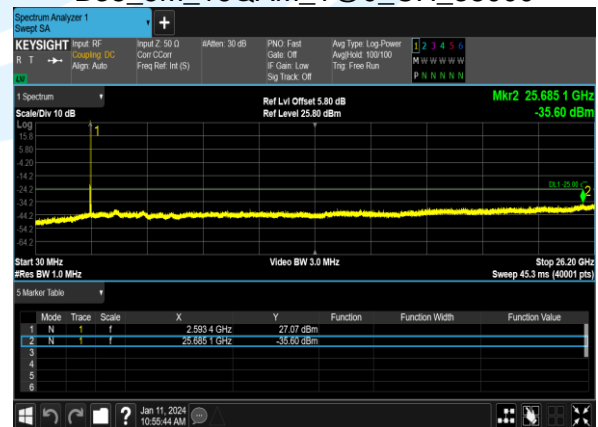 Spectrum Analyzer 1
Swept SA
+
KEYSIGHT
R T
LXI
Input: RF
Coupling: DC
Align: Auto
Input Z: 50 Ω
Corr CCorr
Freq Ref: Int (S)
#Atten: 30 dB
PNO: Fast
Gate: Off
IF Gain: Low
Sig Track: Off
Avg Type: Log-Power
Avg|Hold: 100/100
Trig: Free Run
1 2 3 4 5 6
M W W W W W
P N N N N N
1 Spectrum
Scale/Div 10 dB
Ref Lvl Offset 5.80 dB
Ref Level 25.80 dBm
Mkr2 25.685 1 GHz
-35.60 dBm
Log
15.8
5.80
-4.20
-14.2
-24.2
-34.2
-44.2
-54.2
-64.2
1
DL1 -25.00
2
Start 30 MHz
#Res BW 1.0 MHz
Video BW 3.0 MHz
Stop 26.20 GHz
Sweep 45.3 ms (40001 pts)
5 Marker Table
Mode Trace Scale X Y Function Function Width Function Value
1 N 1 f 2.593 4 GHz 27.07 dBm
2 N 1 f 25.685 1 GHz -35.60 dBm
3
4
5
6
?
Jan 11, 2024
10:55:44 AM